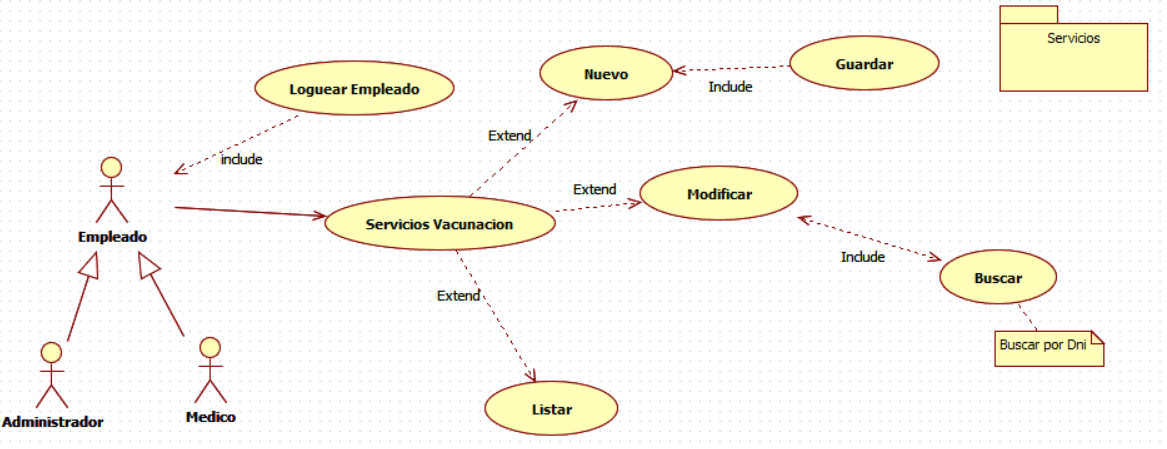 Servicios
Guardar
Nuevo
Include
Loguear Empleado
Extend
include
Extend
Modificar
Servicios Vacunacion
Empleado
Include
Buscar
Extend
Buscar por Dni
Listar
Medico
Administrador